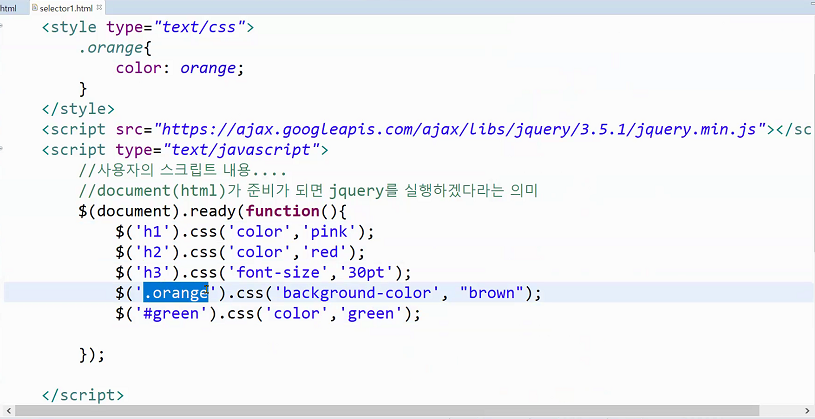 html selector1.html
<style type="text/css">
.orange{
color: orange;
}
</style>
<script src="https://ajax.googleapis.com/ajax/libs/jquery/3.5.1/jquery.min.js"></sc
<script type="text/javascript">
//사용자의 스크립트 내용....
//document(html)가 준비가 되면 jquery를 실행하겠다라는 의미
$(document).ready(function(){
$('h1').css('color','pink');
$('h2').css('color','red');
$('h3').css('font-size','30pt');
$('.orange').css('background-color', "brown");
$('#green').css('color','green');
});
</script>